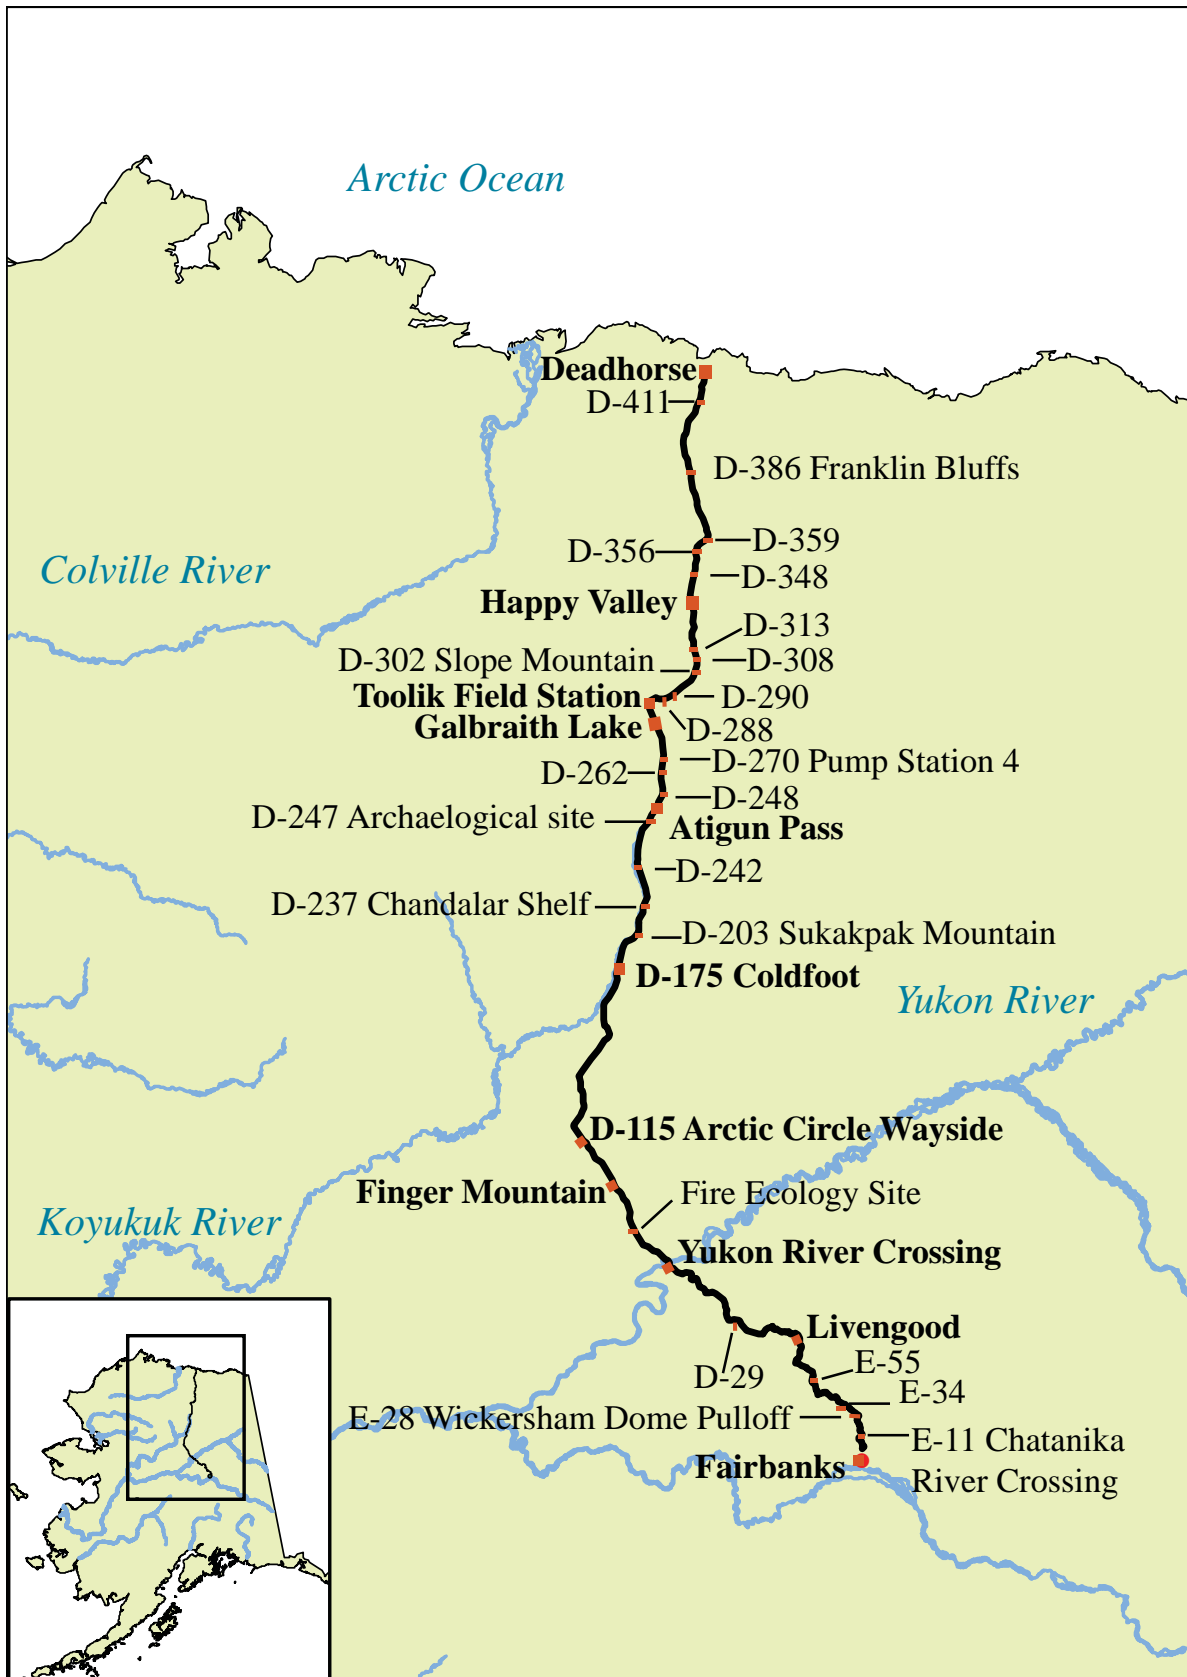 Arctic Ocean
Deadhorse
D-411
D-386 Franklin Bluffs
D-359
D-356
Colville River
D-348
Happy Valley
D-313
D-302 Slope Mountain
D-308
Toolik Field Station
D-290
Galbraith Lake
D-288
D-270 Pump Station 4
D-262
D-248
D-247 Archaelogical site
Atigun Pass
D-242
D-237 Chandalar Shelf
D-203 Sukakpak Mountain
D-175 Coldfoot
Yukon River
D-115 Arctic Circle Wayside
Finger Mountain
Fire Ecology Site
Koyukuk River
Yukon River Crossing
Livengood
E-55
D-29
E-34
E-28 Wickersham Dome Pulloff
E-11 Chatanika
River Crossing
Fairbanks